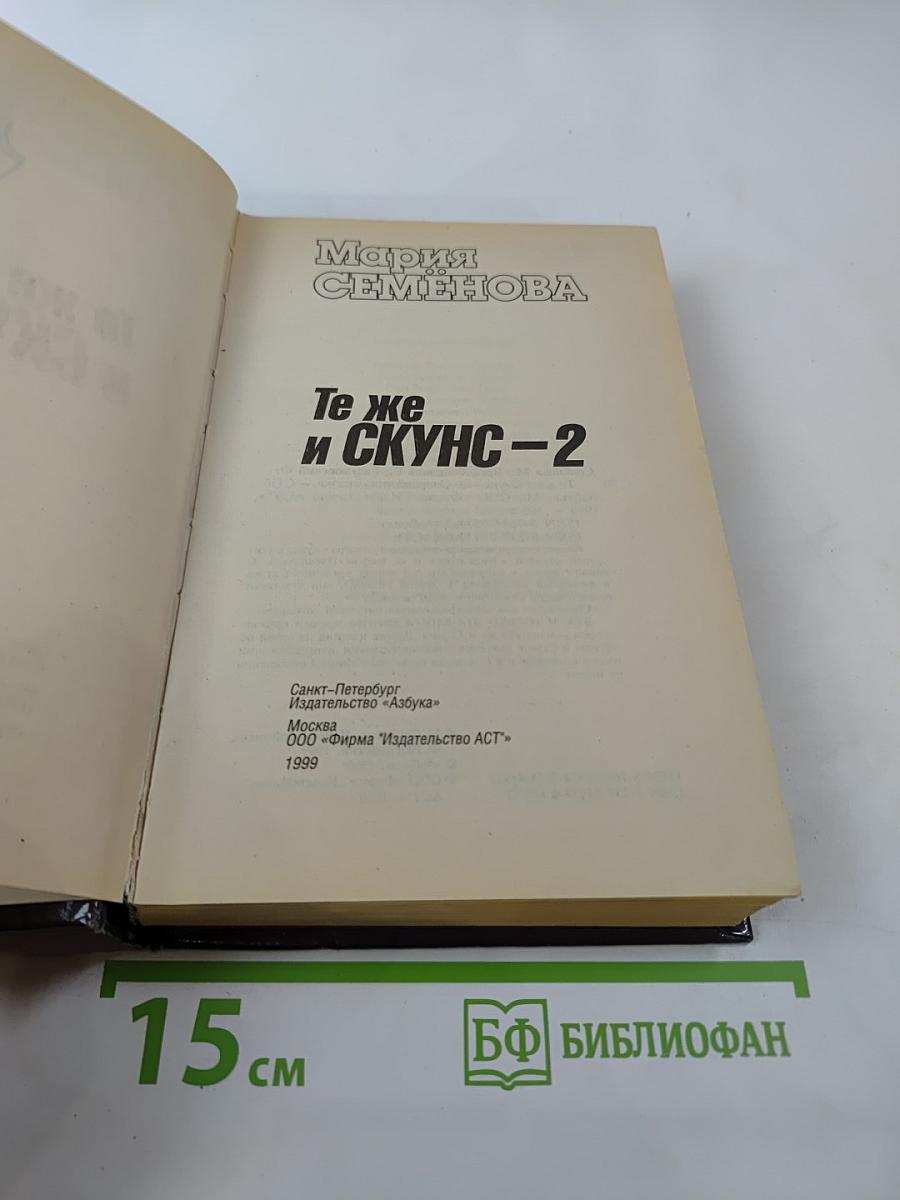 Мария
СЕМЁНОВА
Те же
и СКУНС – 2
Санкт–Петербург
Издательство «Азбука»
Москва
ООО «Фирма "Издательство АСТ"»
1999
15 см
БФ БИБЛИОФАН